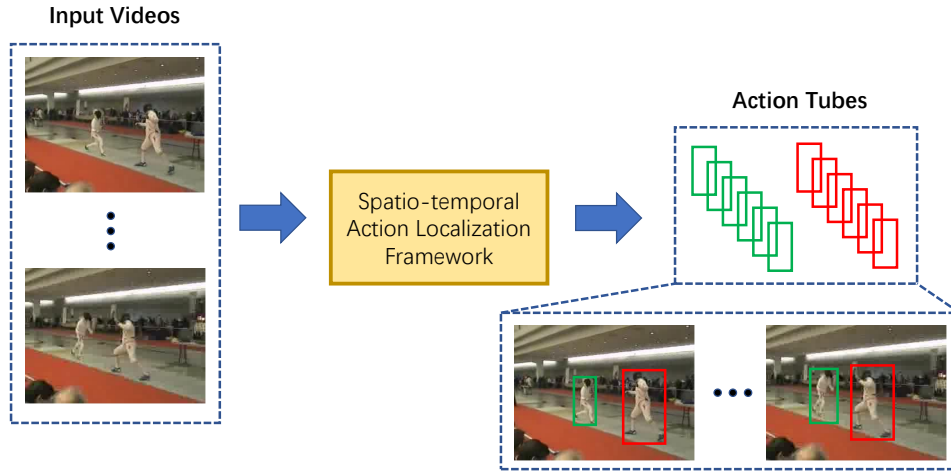 Input Videos
Spatio-temporal
Action Localization
Framework
Action Tubes